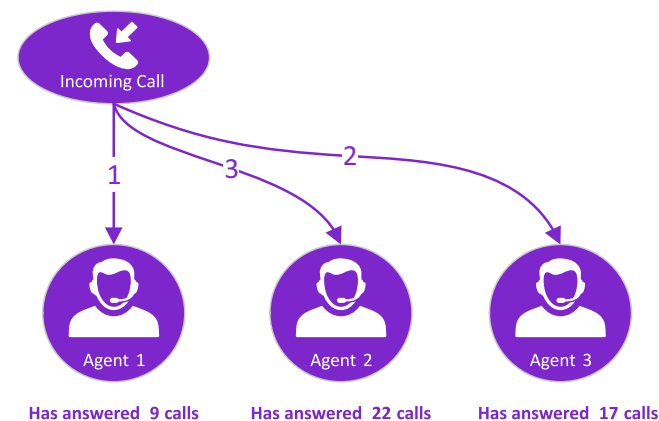 Incoming Call
1
3
2
Agent 1
Agent 2
Agent 3
Has answered 9 calls
Has answered 22 calls
Has answered 17 calls